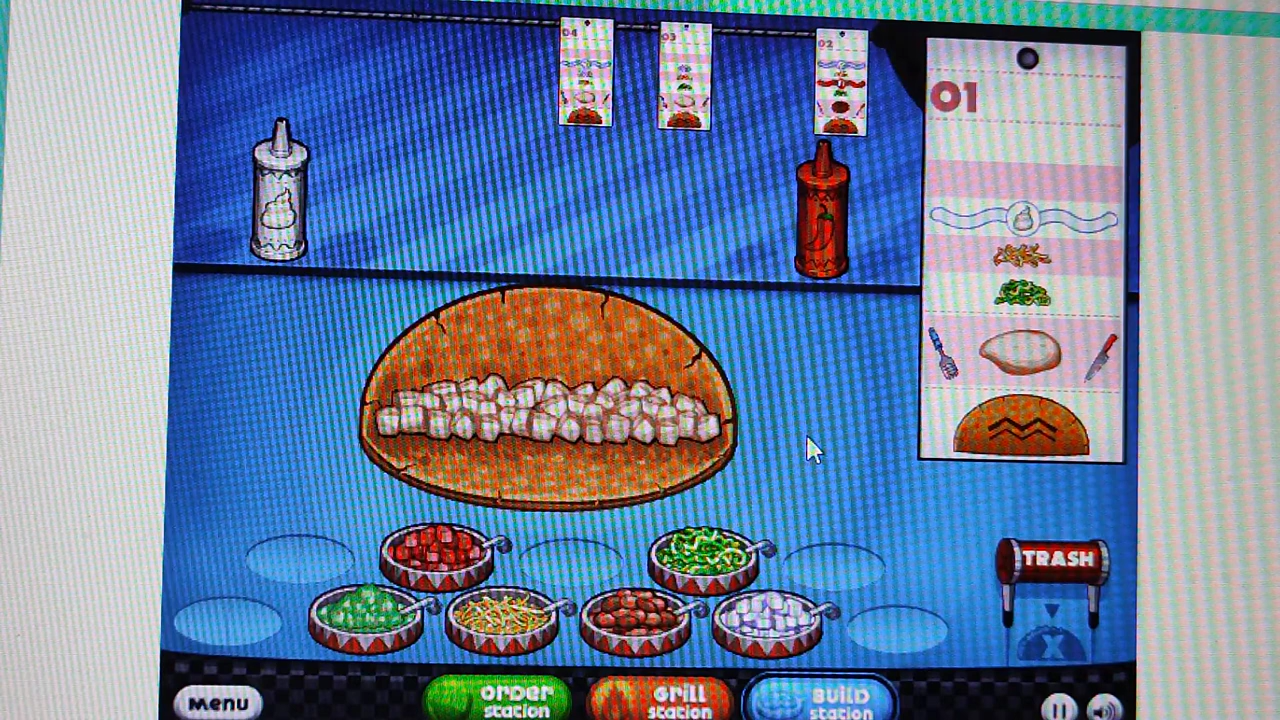 04
03
02
01
TRASH
X
Menu
ORDER
station
GRILL
station
BUILD
station